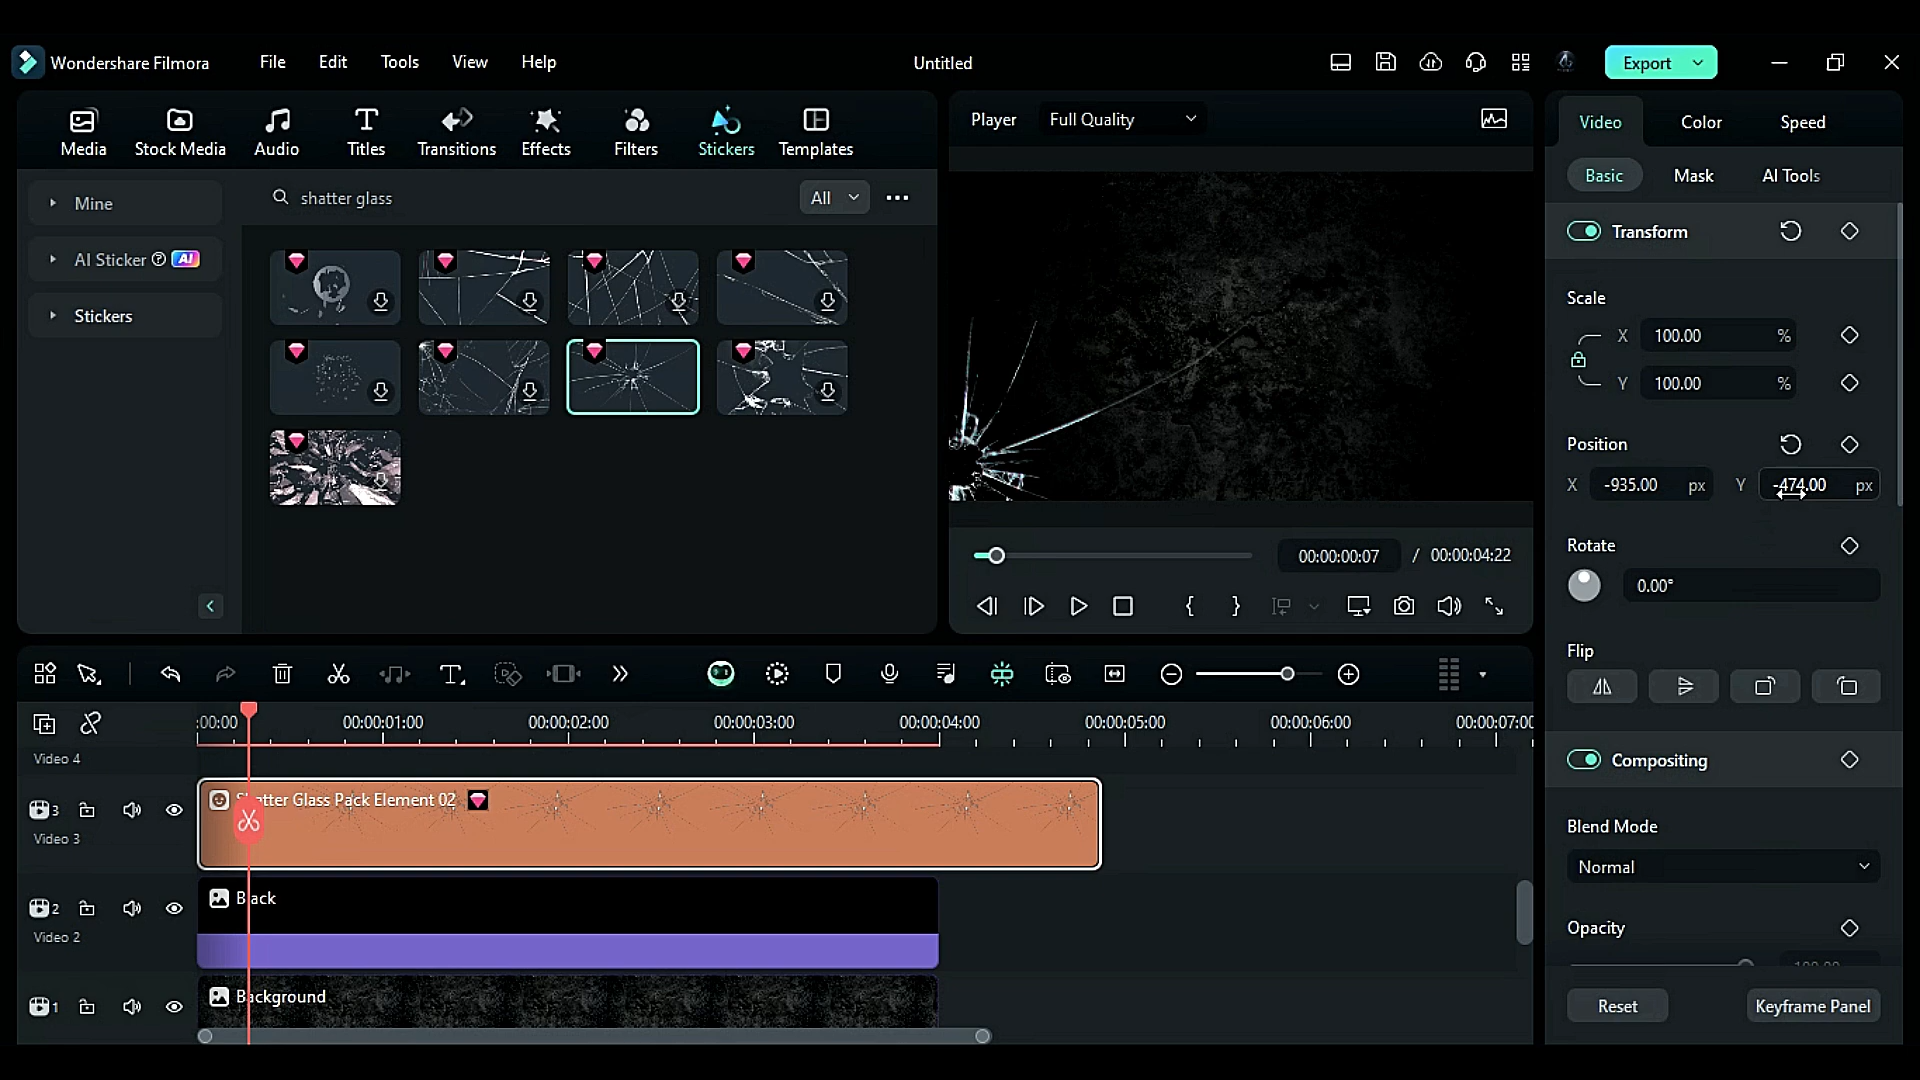 Wondershare Filmora File Edit Tools View Help Untitled Export
Media Stock Media Audio Titles Transitions Effects Filters Stickers Templates
Player Full Quality
Video Color Speed
Basic Mask AI Tools
Mine
AI Sticker AI
Stickers
shatter glass All
Transform
Scale
X 100.00 %
Y 100.00 %
Position
X -935.00 px Y -474.00 px
Rotate
0.00°
Flip
00:00:00:07 / 00:00:04:22
:00:00 00:00:01:00 00:00:02:00 00:00:03:00 00:00:04:00 00:00:05:00 00:00:06:00 00:00:07:00
Video 4
Shatter Glass Pack Element 02
3
Video 3
Black
2
Video 2
Background
1
Compositing
Blend Mode
Normal
Opacity
100.00
Reset Keyframe Panel